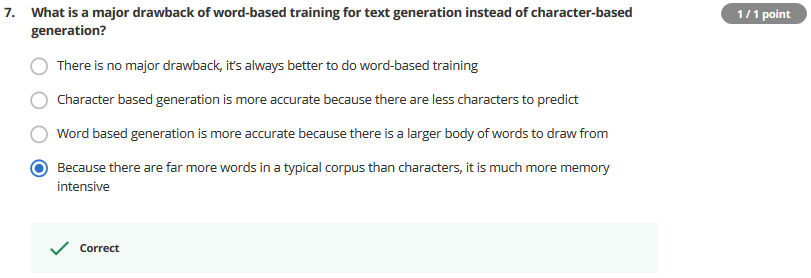 7. What is a major drawback of word-based training for text generation instead of character-based
generation?
1 / 1 point
There is no major drawback, it's always better to do word-based training
Character based generation is more accurate because there are less characters to predict
Word based generation is more accurate because there is a larger body of words to draw from
Because there are far more words in a typical corpus than characters, it is much more memory
intensive
Correct